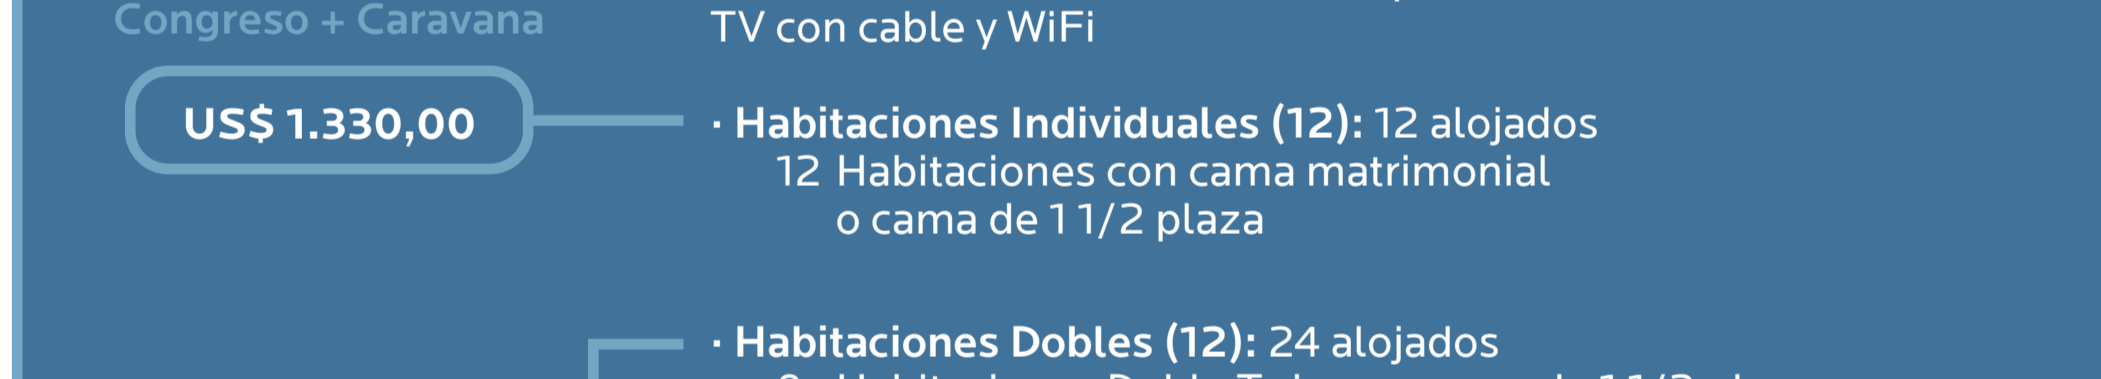 Congreso + Caravana
TV con cable y WiFi
US$ 1.330,00
· Habitaciones Individuales (12): 12 alojados
12 Habitaciones con cama matrimonial
o cama de 1 1/2 plaza
· Habitaciones Dobles (12): 24 alojados